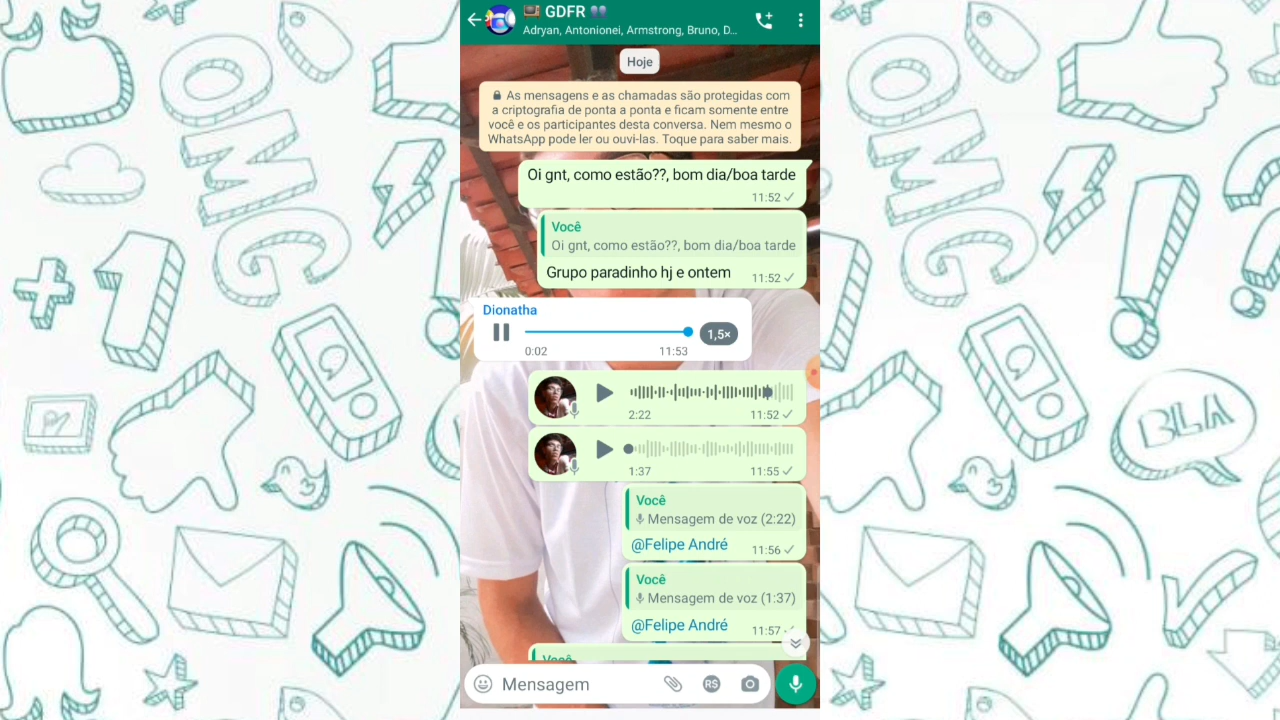 OMG
GDFR
Adryan, Antonionei, Armstrong, Bruno, D...
Hoje
As mensagens e as chamadas são protegidas com
a criptografia de ponta a ponta e ficam somente entre
você e os participantes desta conversa. Nem mesmo o
WhatsApp pode ler ou ouvi-las. Toque para saber mais.
Oi gnt, como estão??, bom dia/boa tarde
11:52
Você
Oi gnt, como estão??, bom dia/boa tarde
Grupo paradinho hj e ontem 11:52
Dionatha
1,5×
0:02 11:53
2:22 11:52
1:37 11:55
Você
Mensagem de voz (2:22)
@Felipe André 11:56
Você
Mensagem de voz (1:37)
@Felipe André 11:57
Você
Mensagem R$
OMG
BLA